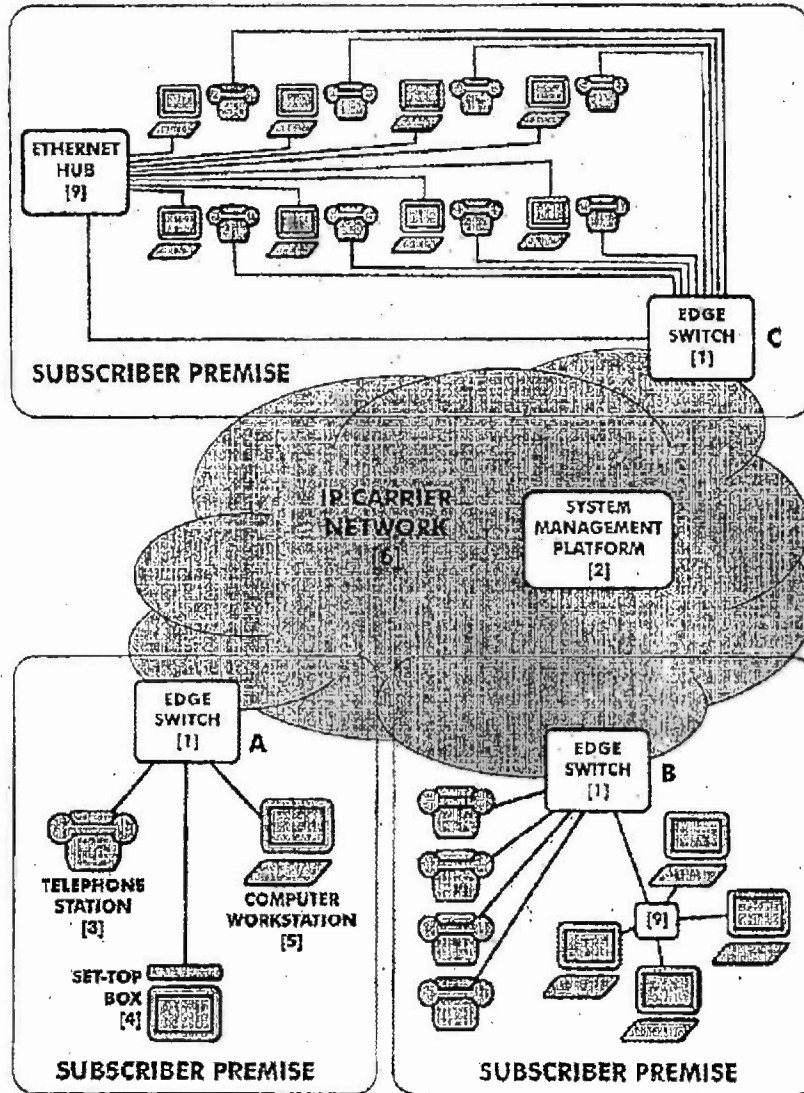 ETHERNET
HUB
[9]
EDGE
SWITCH
[1]
C
SUBSCRIBER PREMISE
IP CARRIER
NETWORK
[6]
SYSTEM
MANAGEMENT
PLATFORM
[2]
EDGE
SWITCH
[1]
A
EDGE
SWITCH
[1]
B
TELEPHONE
STATION
[3]
COMPUTER
WORKSTATION
[5]
[9]
SET-TOP
BOX
[4]
SUBSCRIBER PREMISE
SUBSCRIBER PREMISE